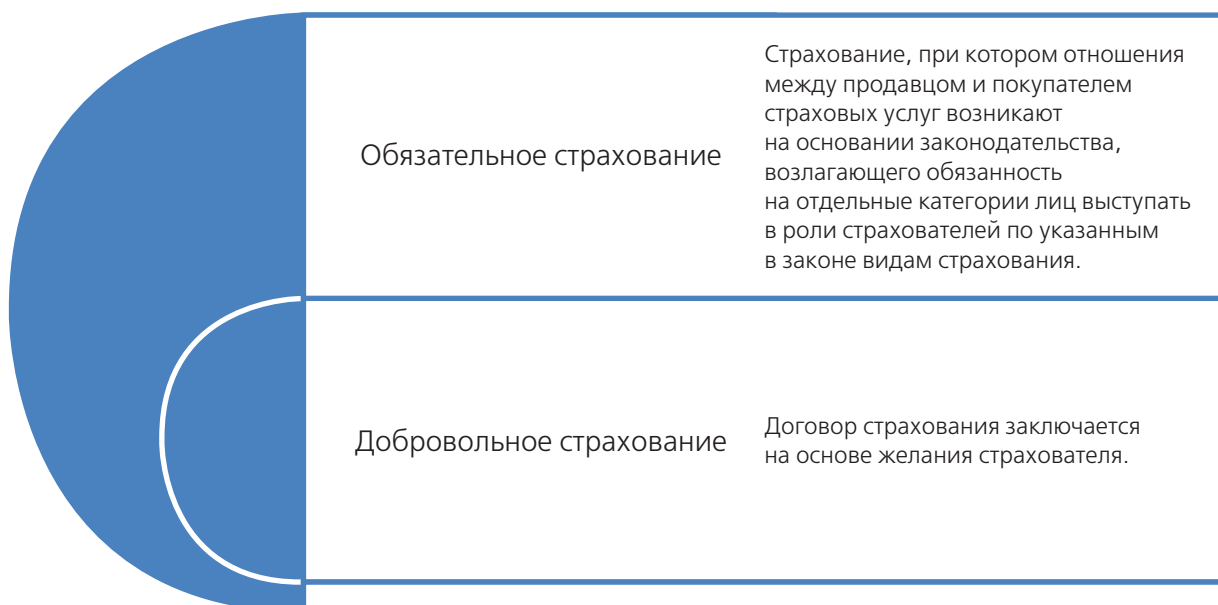 Обязательное страхование
Страхование, при котором отношения
между продавцом и покупателем
страховых услуг возникают
на основании законодательства,
возлагающего обязанность
на отдельные категории лиц выступать
в роли страхователей по указанным
в законе видам страхования.
Добровольное страхование
Договор страхования заключается
на основе желания страхователя.